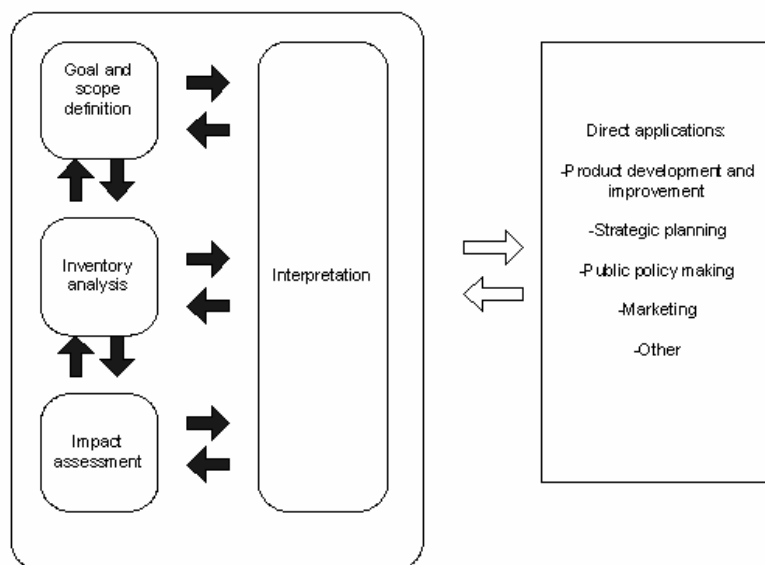 Goal and
scope
definition
Inventory
analysis
Impact
assessment
Interpretation
Direct applications:
-Product development and
improvement
-Strategic planning
-Public policy making
-Marketing
-Other